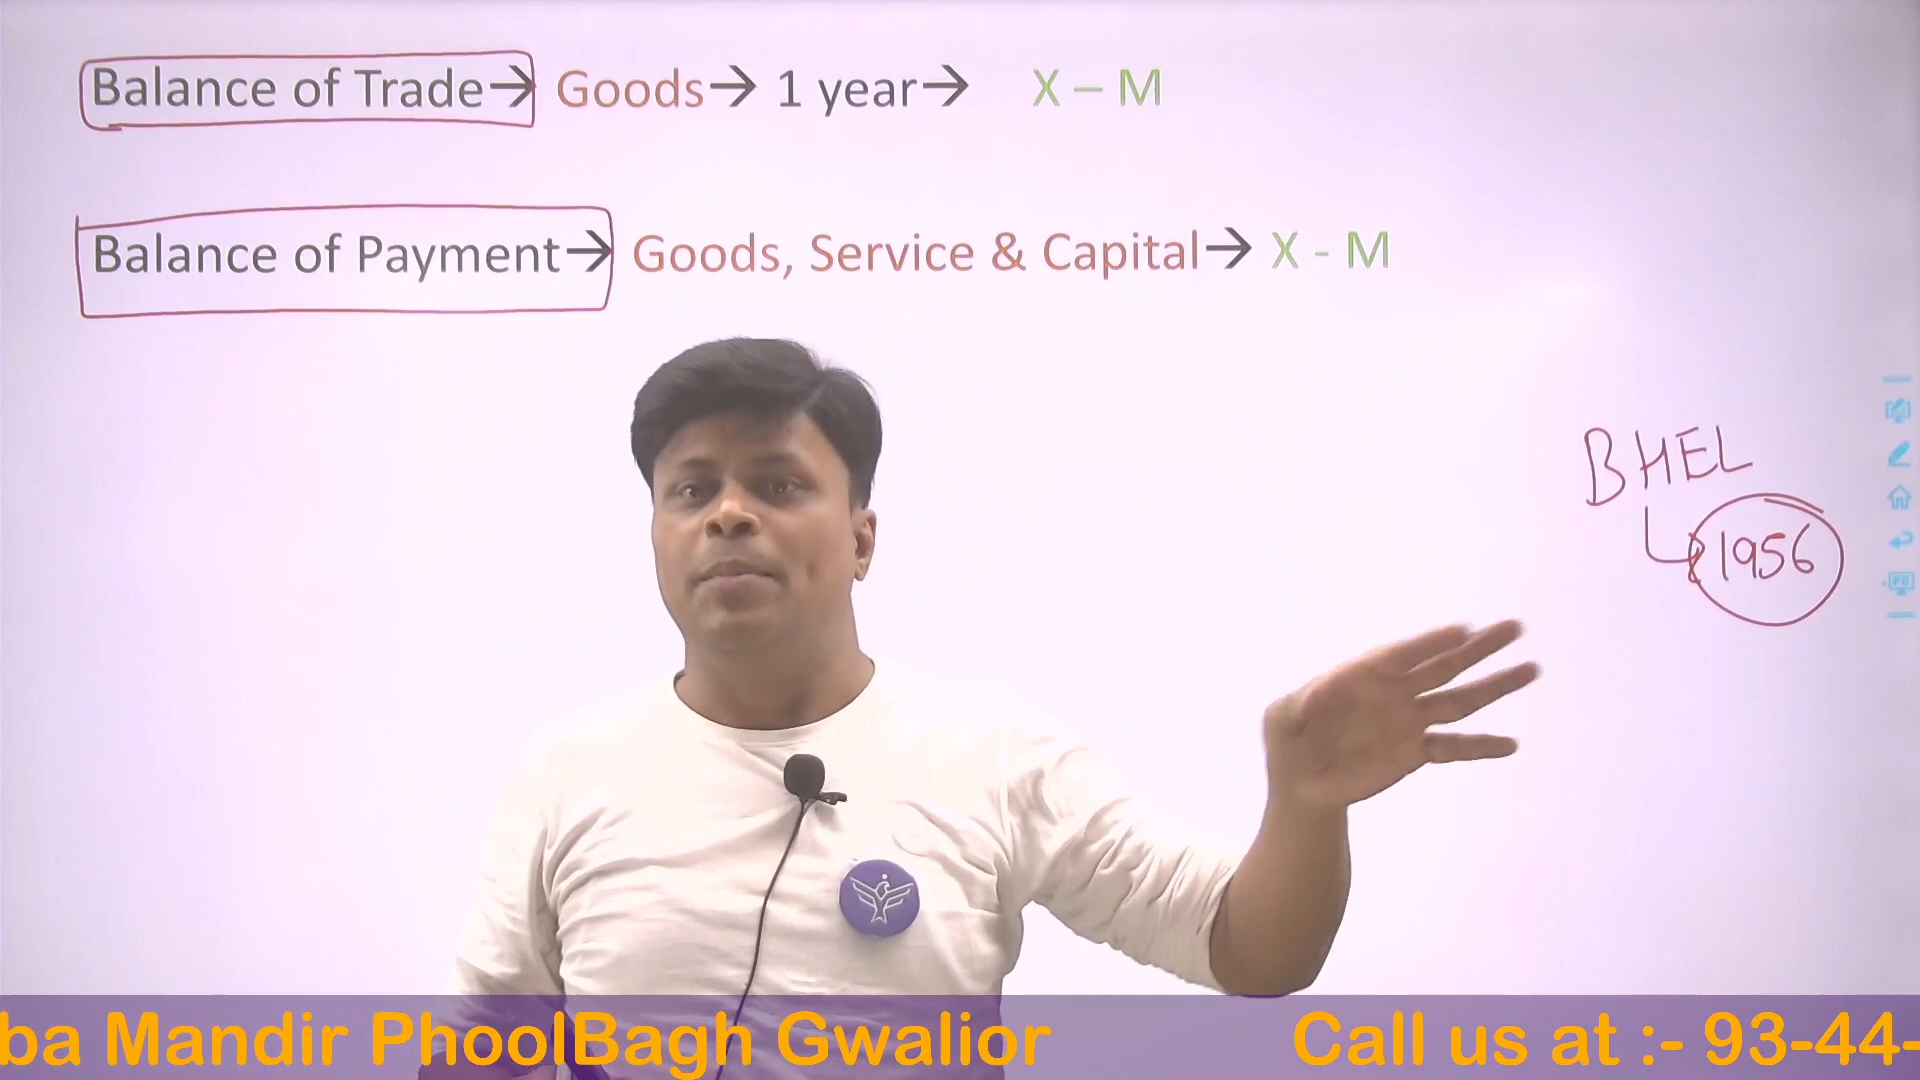 Balance of Trade→ Goods→ 1 year→ X – M
Balance of Payment→ Goods, Service & Capital→ X - M
BHEL
1956
ba Mandir PhoolBagh Gwalior Call us at :- 93-44-